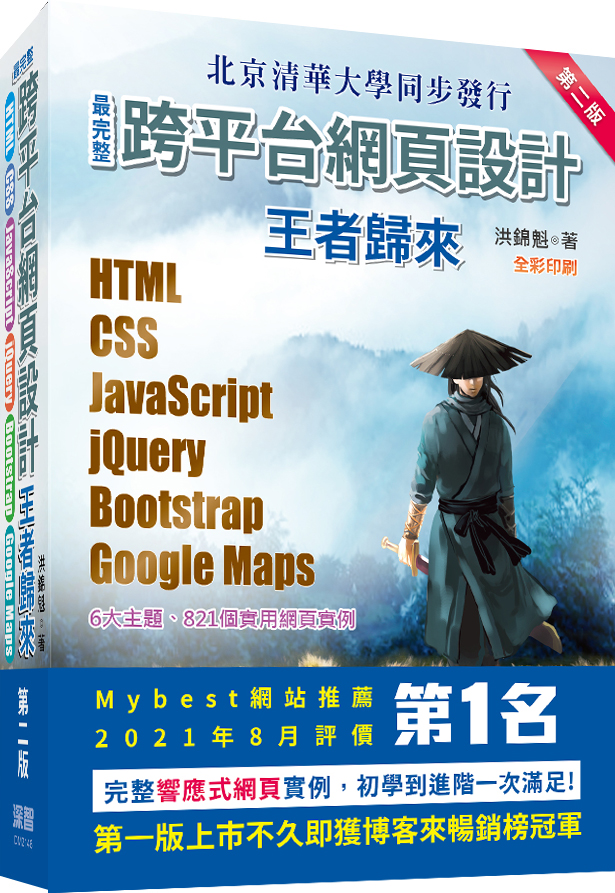 北京清華大學同步發行
第二版
最完整
跨平台網頁設計
王者歸來
洪錦魁◎著
全彩印刷
HTML
CSS
JavaScript
jQuery
Bootstrap
Google Maps
6大主題、821個實用網頁實例
Mybest網站推薦
2021年8月評價
第1名
完整響應式網頁實例，初學到進階一次滿足!
第一版上市不久即獲博客來暢銷榜冠軍
最完整
跨平台網頁設計
王者歸來
HTML
CSS
JavaScript
jQuery
Bootstrap
Google Maps
洪錦魁◎著
第二版
深智